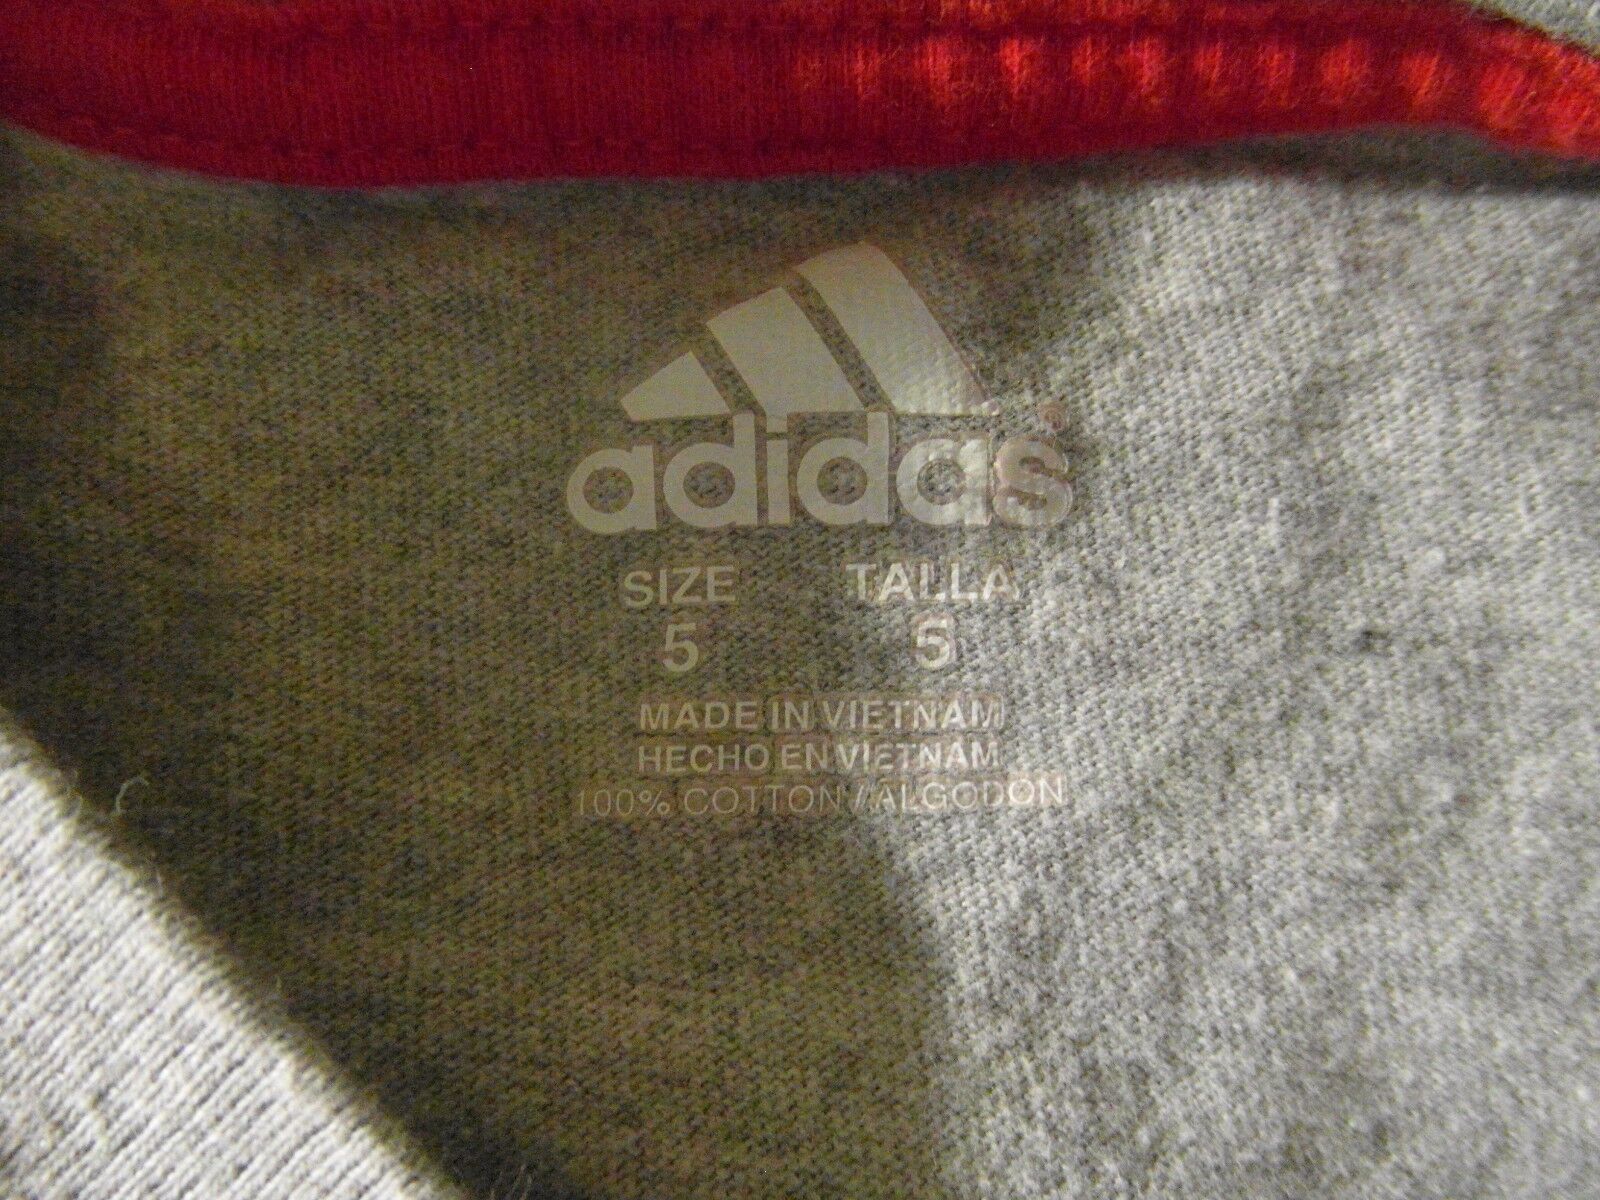 adidas®
SIZE TALLA
5 5
MADE IN VIETNAM
HECHO EN VIETNAM
100% COTTON / ALGODON